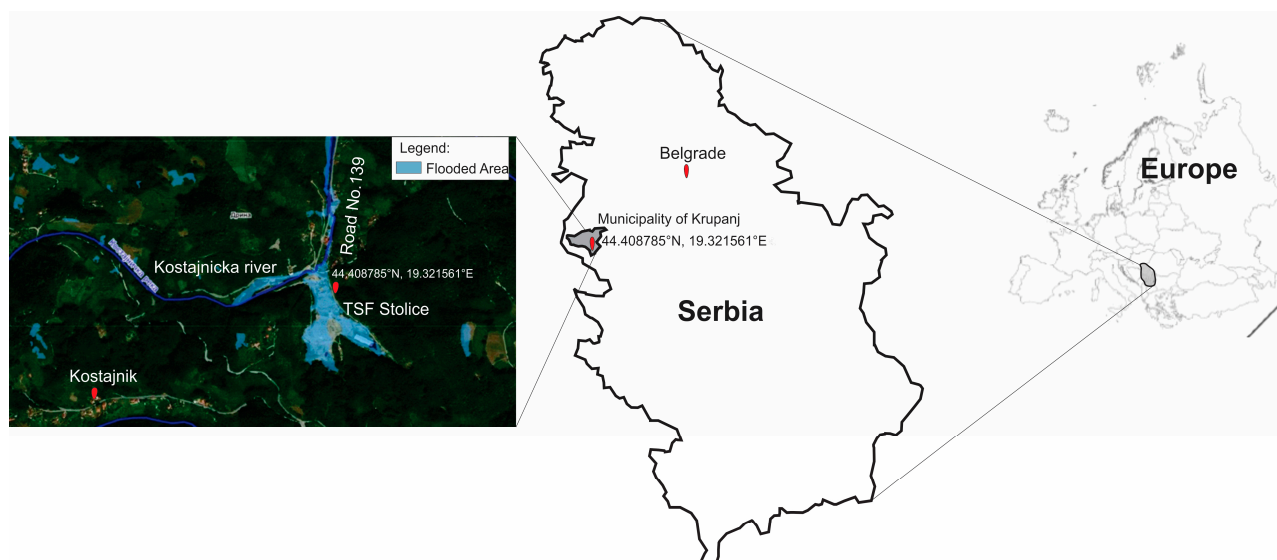 Legend:
Flooded Area
Road No.139
Дрина
Kostajnicka river
44,408785°N, 19.321561°E
TSF Stolice
Kostajnik
Belgrade
Municipality of Krupanj
44.408785°N, 19.321561°E
Serbia
Europe